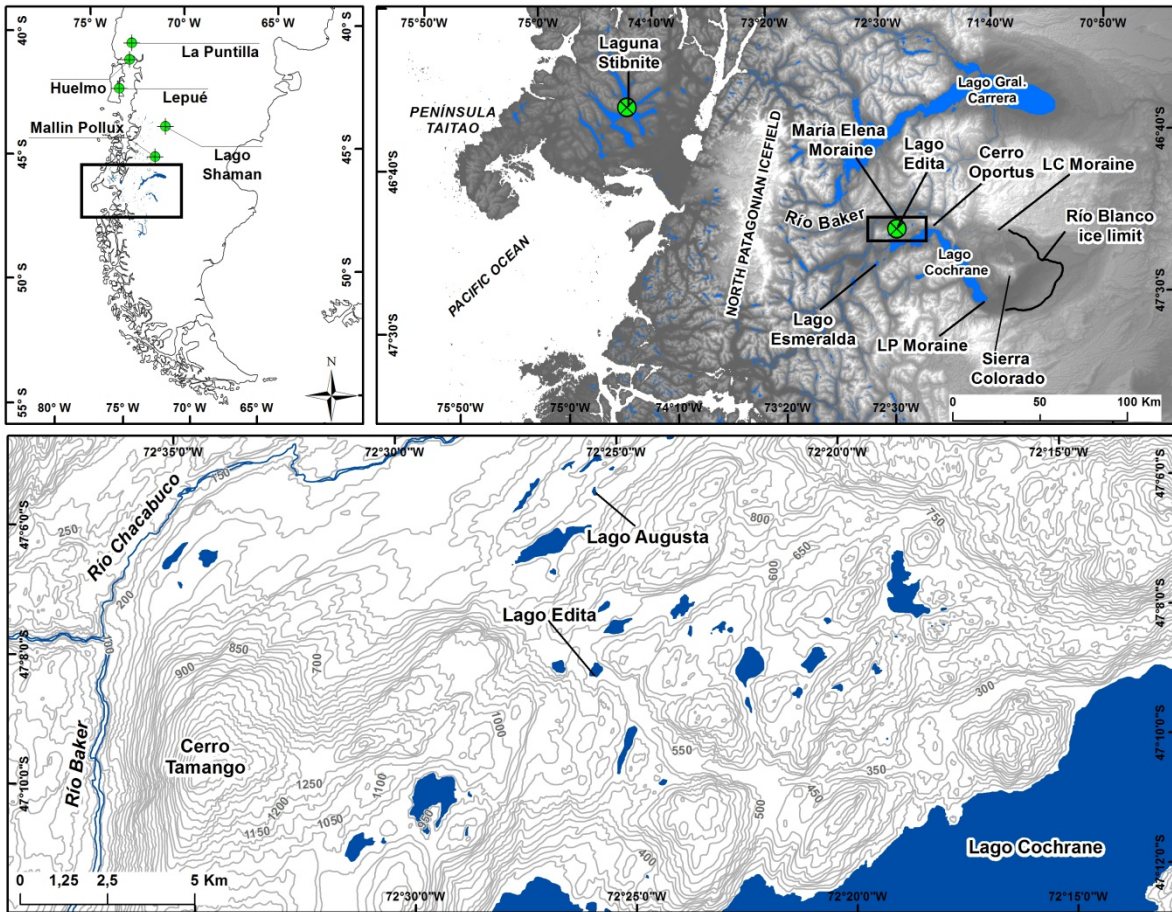 75°W
70°W
65°W
40°S
La Puntilla
Huelmo
Lepué
Mallin Pollux
Lago
Shaman
45°S
50°S
55°S
80°W
75°W
70°W
65°W
N
40°S
45°S
50°S
75°50'W
75°0'W
74°10'W
73°20'W
72°30'W
71°40'W
70°50'W
Laguna
Stibnite
PENÍNSULA
TAITAO
Lago Gral.
Carrera
46°40'S
María Elena
Moraine
Lago
Edita
Cerro
Oportus
LC Moraine
Río Blanco
ice limit
Río Baker
NORTH PATAGONIAN ICEFIELD
PACIFIC OCEAN
Lago
Cochrane
47°30'S
Lago
Esmeralda
LP Moraine
Sierra
Colorado
47°30'S
75°50'W
75°0'W
74°10'W
73°20'W
72°30'W
0
50
100 Km
72°35'W
72°30'0"W
72°25'0"W
72°20'0"W
72°15'0"W
47°6'0"S
47°6'0"S
Río Chacabuco
750
250
200
Lago Augusta
800
750
650
600
Lago Edita
47°8'0"S
47°8'0"S
100
900
850
700
1000
300
550
Río Baker
Cerro
Tamango
47°10'0"S
47°10'0"S
1250
1100
1200
1150
1050
950
350
450
500
400
Lago Cochrane
47°12'0"S
0
1,25
2,5
5 Km
72°30'0"W
72°25'0"W
72°20'0"W
72°15'0"W